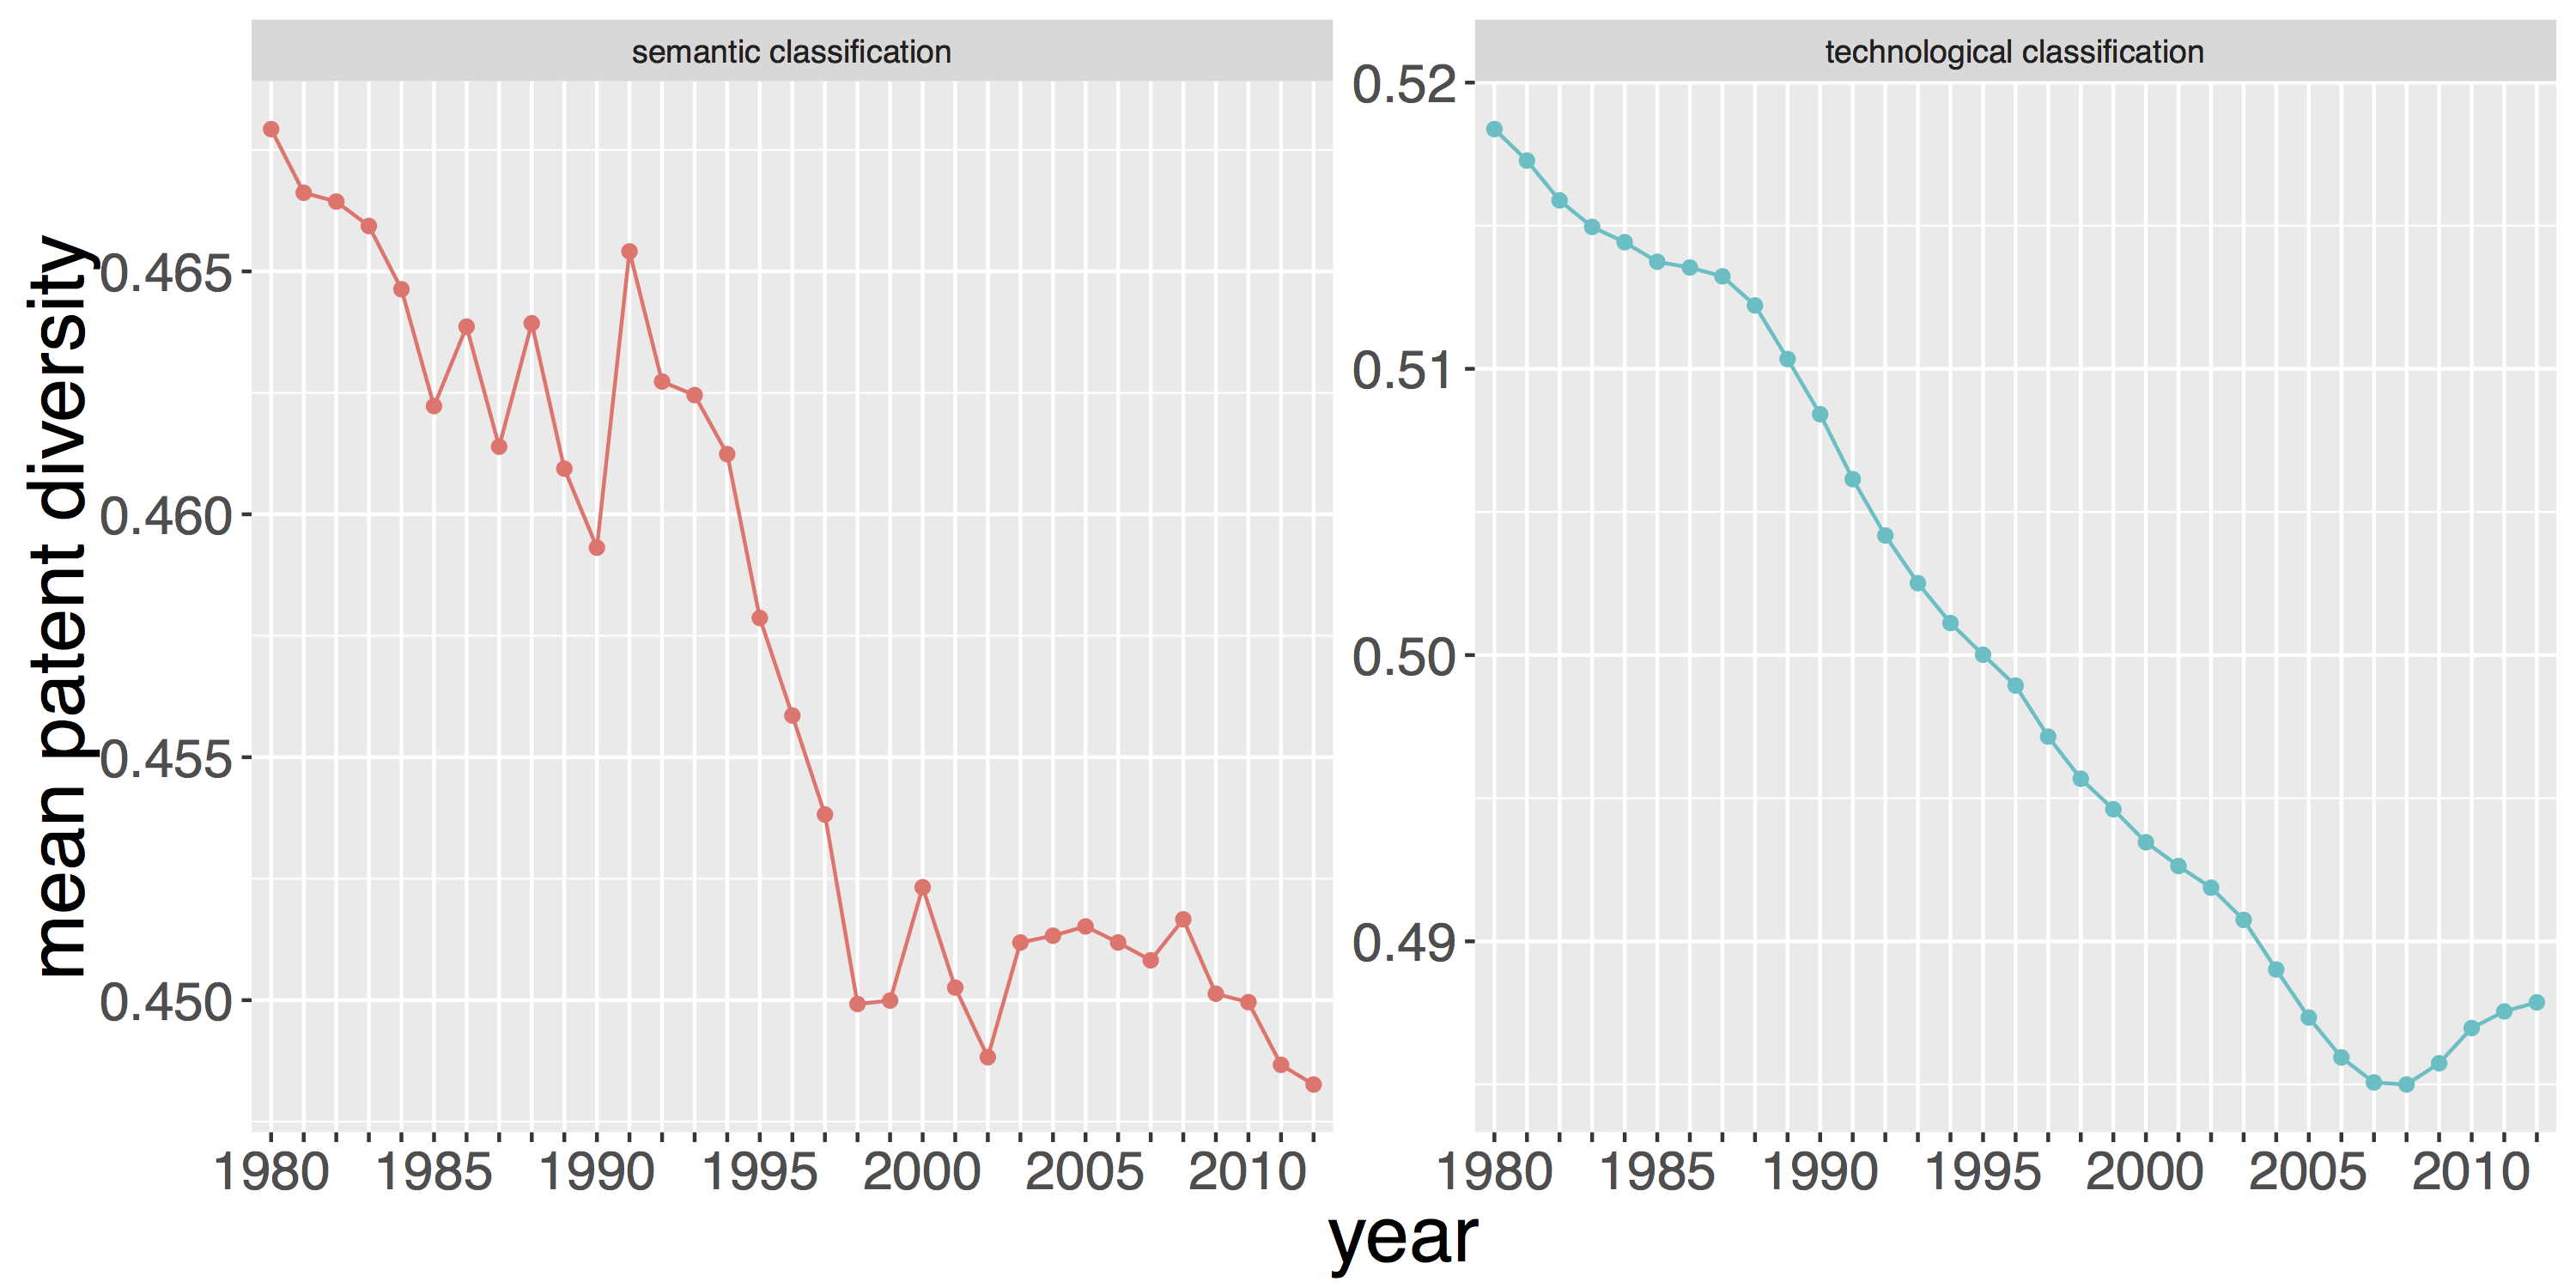 semantic classification
technological classification
mean patent diversity
0.465
0.460
0.455
0.450
0.52
0.51
0.50
0.49
1980 1985 1990 1995 2000 2005 2010
1980 1985 1990 1995 2000 2005 2010
year